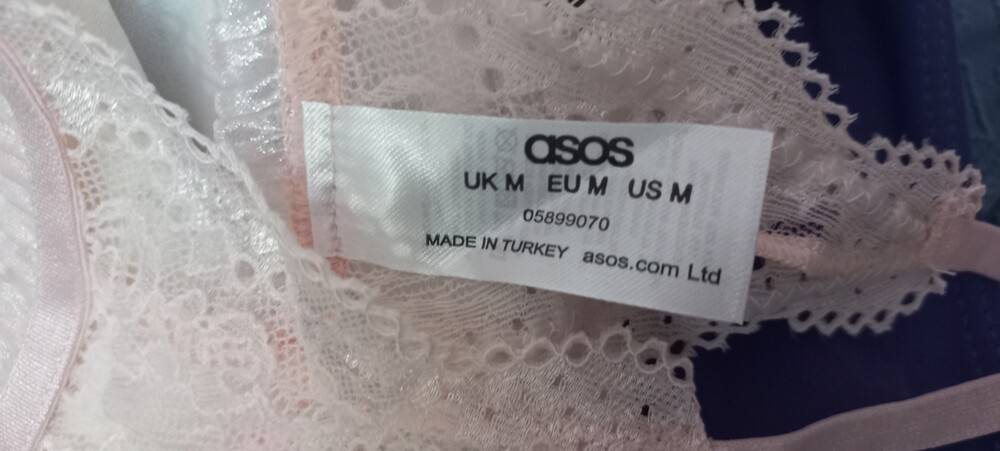 asos
UK M EU M US M
05899070
MADE IN TURKEY asos.com Ltd